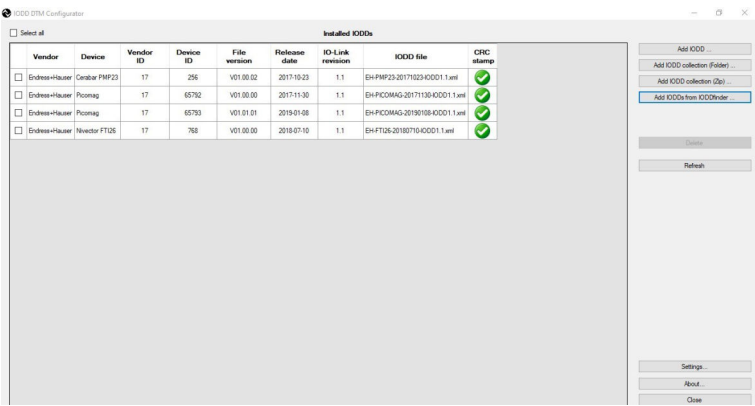 IODD DTM Configurator
Select all
Installed IODDs
Vendor Device Vendor ID Device ID File version Release date IO-Link revision IODD file CRC stamp
Endress+Hauser Cerabar PMP23 17 256 V01.00.02 2017-10-23 1.1 EH-PMP23-20171023-IODD1.1.xml
Endress+Hauser Picomag 17 65792 V01.00.00 2017-11-30 1.1 EH-PICOMAG-20171130-IODD1.1.xml
Endress+Hauser Picomag 17 65793 V01.01.01 2019-01-08 1.1 EH-PICOMAG-20190108-IODD1.1.xml
Endress+Hauser Nivector FTI26 17 768 V01.00.00 2018-07-10 1.1 EH-FTI26-20180710-IODD1.1.xml
Add IODD ...
Add IODD collection (Folder) ...
Add IODD collection (Zip) ...
Add IODDs from IODDfinder ...
Delete
Refresh
Settings...
About...
Close